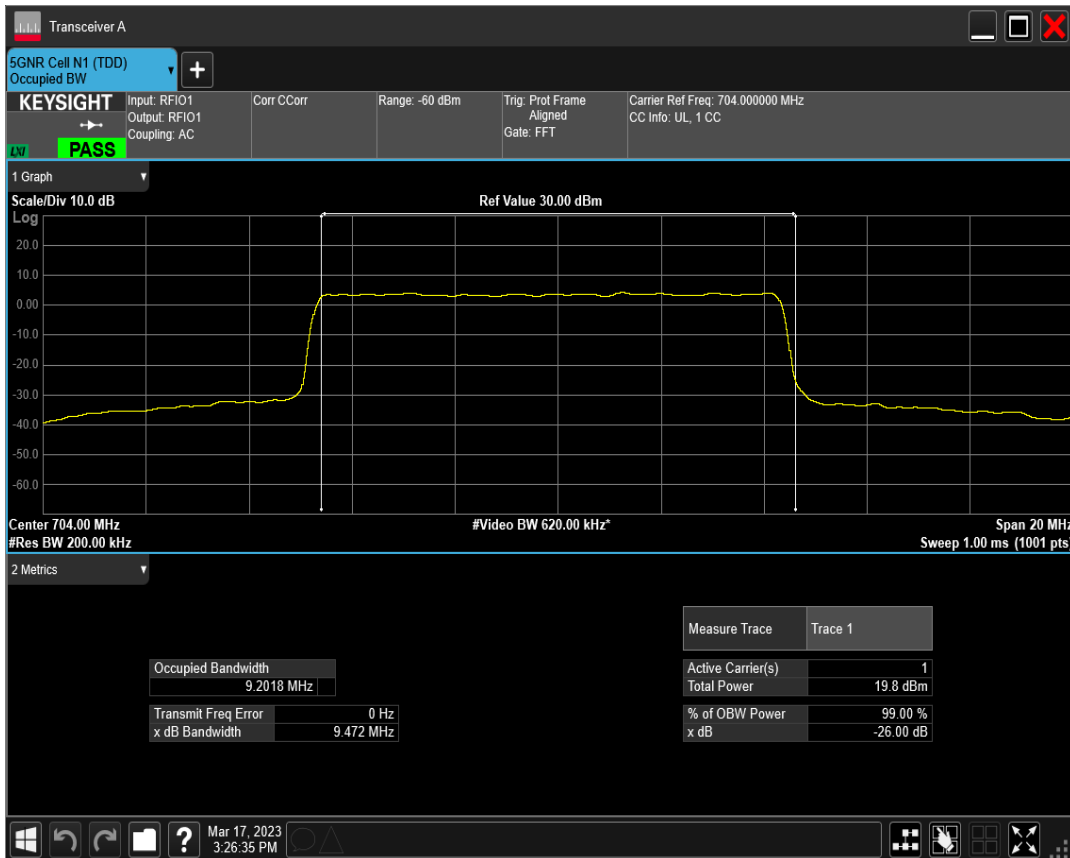 Transceiver A
5GNR Cell N1 (TDD)
Occupied BW
+
KEYSIGHT
LXI
PASS
Input: RFIO1
Output: RFIO1
Coupling: AC
Corr CCorr
Range: -60 dBm
Trig: Prot Frame
Aligned
Gate: FFT
Carrier Ref Freq: 704.000000 MHz
CC Info: UL, 1 CC
1 Graph
Scale/Div 10.0 dB
Ref Value 30.00 dBm
Log
20.0
10.0
0.00
-10.0
-20.0
-30.0
-40.0
-50.0
-60.0
Center 704.00 MHz
#Video BW 620.00 kHz*
Span 20 MHz
#Res BW 200.00 kHz
Sweep 1.00 ms (1001 pts)
2 Metrics
Measure Trace Trace 1
Occupied Bandwidth
9.2018 MHz
Transmit Freq Error 0 Hz
x dB Bandwidth 9.472 MHz
Active Carrier(s) 1
Total Power 19.8 dBm
% of OBW Power 99.00 %
x dB -26.00 dB
?
Mar 17, 2023
3:26:35 PM